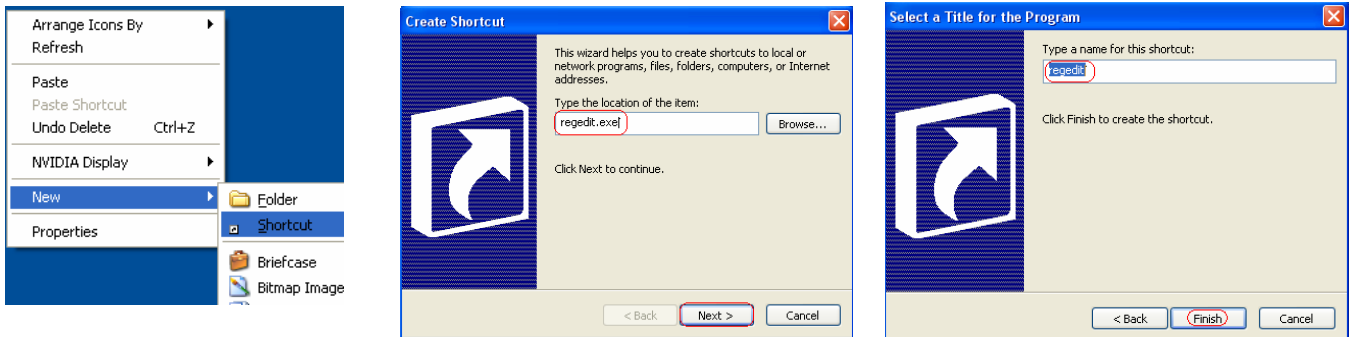 Arrange Icons By
Refresh
Paste
Paste Shortcut
Undo Delete Ctrl+Z
NVIDIA Display
New
Properties
Folder
Shortcut
Briefcase
Bitmap Image
Create Shortcut
This wizard helps you to create shortcuts to local or
network programs, files, folders, computers, or Internet
addresses.
Type the location of the item:
regedit.exe
Browse...
Click Next to continue.
< Back Next > Cancel
Select a Title for the Program
Type a name for this shortcut:
regedit
Click Finish to create the shortcut.
< Back Finish Cancel